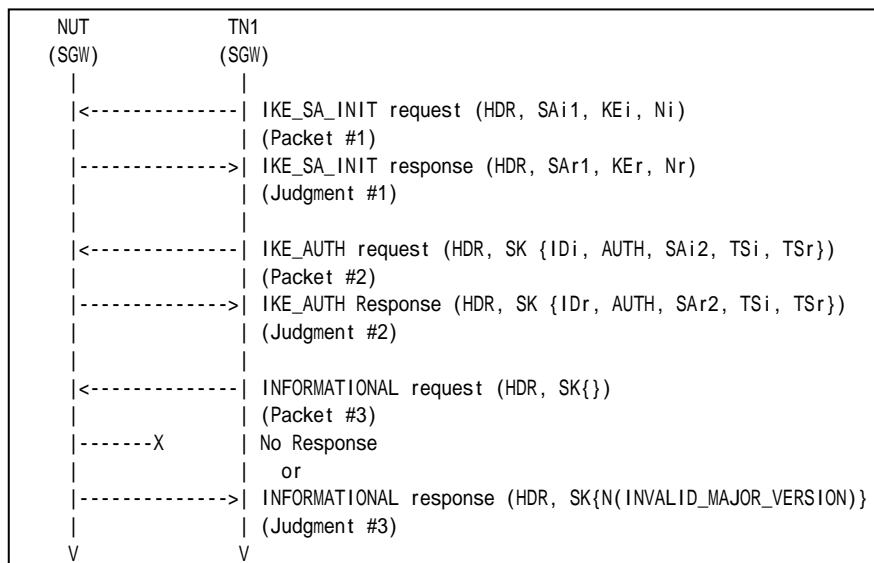 NUT TN1
(SGW) (SGW)
| |
|<--------------| IKE_SA_INIT request (HDR, SAi1, KEi, Ni)
| | (Packet #1)
|-------------->| IKE_SA_INIT response (HDR, SAr1, KEr, Nr)
| | (Judgment #1)
| |
|<--------------| IKE_AUTH request (HDR, SK {IDi, AUTH, SAi2, TSi, TSr})
| | (Packet #2)
|-------------->| IKE_AUTH Response (HDR, SK {IDr, AUTH, SAr2, TSi, TSr})
| | (Judgment #2)
| |
|<--------------| INFORMATIONAL request (HDR, SK{})
| | (Packet #3)
|-------X | No Response
| | or
|-------------->| INFORMATIONAL response (HDR, SK{N(INVALID_MAJOR_VERSION)}
| | (Judgment #3)
V V